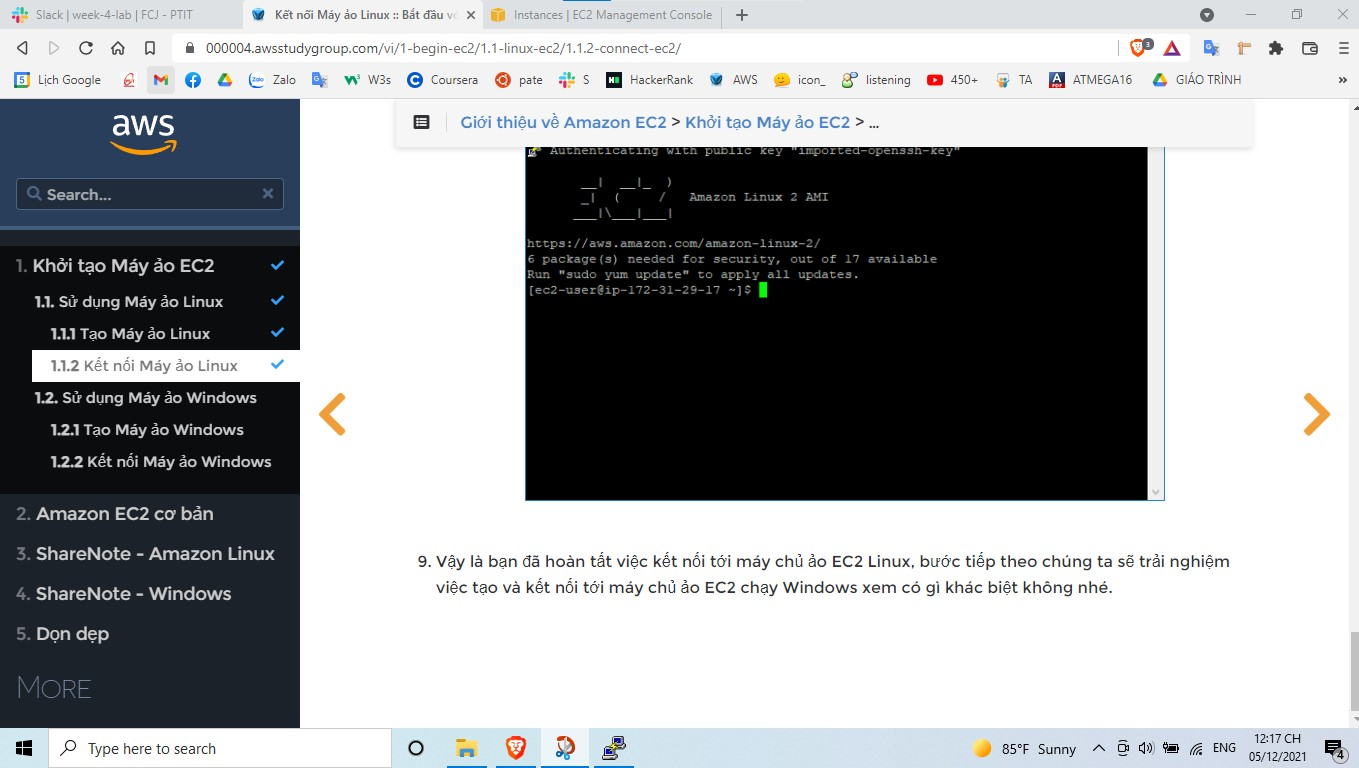 Slack | week-4-lab | FCJ - PTIT
Kết nối Máy ảo Linux :: Bắt đầu vớ
Instances | EC2 Management Console
000004.awsstudygroup.com/vi/1-begin-ec2/1.1-linux-ec2/1.1.2-connect-ec2/
3
5 Lịch Google
Zalo Zalo
W3s
C Coursera
pate
S
H HackerRank
AWS
icon_
listening
450+
TA
A PDF ATMEGA16
GIÁO TRÌNH
»
aws
Search...
Giới thiệu về Amazon EC2 > Khởi tạo Máy ảo EC2 > ...
1. Khởi tạo Máy ảo EC2
1.1. Sử dụng Máy ảo Linux
1.1.1 Tạo Máy ảo Linux
1.1.2 Kết nối Máy ảo Linux
1.2. Sử dụng Máy ảo Windows
1.2.1 Tạo Máy ảo Windows
1.2.2 Kết nối Máy ảo Windows
2. Amazon EC2 cơ bản
3. ShareNote - Amazon Linux
4. ShareNote - Windows
5. Dọn dẹp
MORE
Authenticating with public key "imported-openssh-key"
__| __|_ )
_| ( / Amazon Linux 2 AMI
___|\___|___|
https://aws.amazon.com/amazon-linux-2/
6 package(s) needed for security, out of 17 available
Run "sudo yum update" to apply all updates.
[ec2-user@ip-172-31-29-17 ~]$
9. Vậy là bạn đã hoàn tất việc kết nối tới máy chủ ảo EC2 Linux, bước tiếp theo chúng ta sẽ trải nghiệm
việc tạo và kết nối tới máy chủ ảo EC2 chạy Windows xem có gì khác biệt không nhé.
Type here to search
85°F Sunny
ENG
12:17 CH
05/12/2021
4